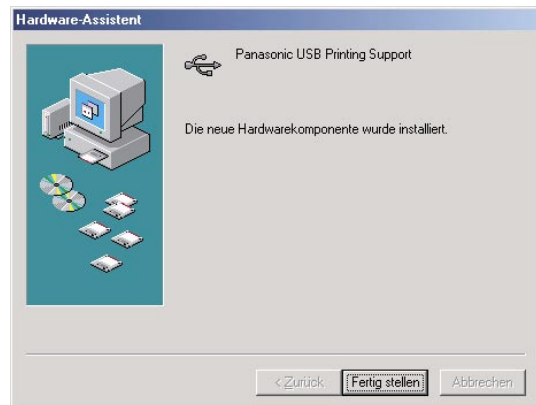 Hardware-Assistent
Panasonic USB Printing Support
Die neue Hardwarekomponente wurde installiert.
< Zurück
Fertig stellen
Abbrechen